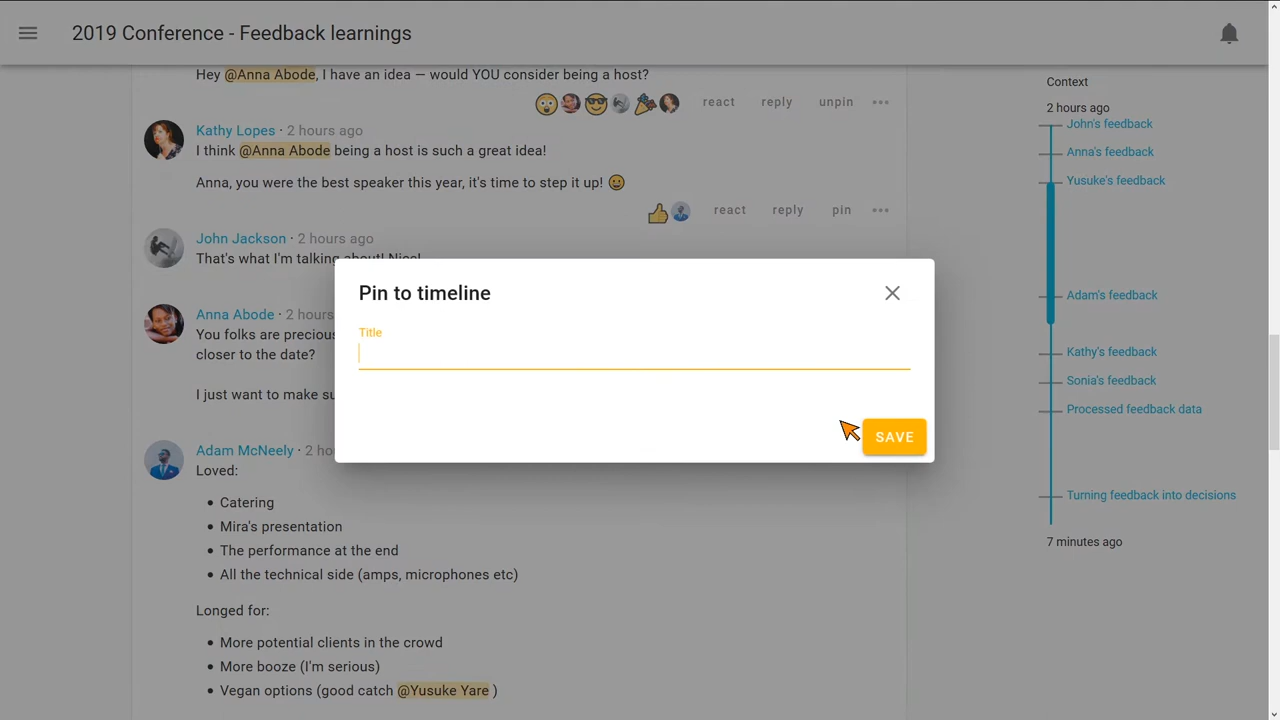 2019 Conference - Feedback learnings
Hey @Anna Abode, I have an idea — would YOU consider being a host?
react reply unpin
Kathy Lopes · 2 hours ago
I think @Anna Abode being a host is such a great idea!
Anna, you were the best speaker this year, it's time to step it up!
react reply pin
John Jackson · 2 hours ago
That's what I'm talking about! Nice!
Anna Abode · 2 hours
You folks are precious
closer to the date?
I just want to make su
Adam McNeely · 2 ho
Loved:
• Catering
• Mira's presentation
• The performance at the end
• All the technical side (amps, microphones etc)
Longed for:
• More potential clients in the crowd
• More booze (I'm serious)
• Vegan options (good catch @Yusuke Yare )
Pin to timeline
Title
SAVE
Context
2 hours ago
John's feedback
Anna's feedback
Yusuke's feedback
Adam's feedback
Kathy's feedback
Sonia's feedback
Processed feedback data
Turning feedback into decisions
7 minutes ago